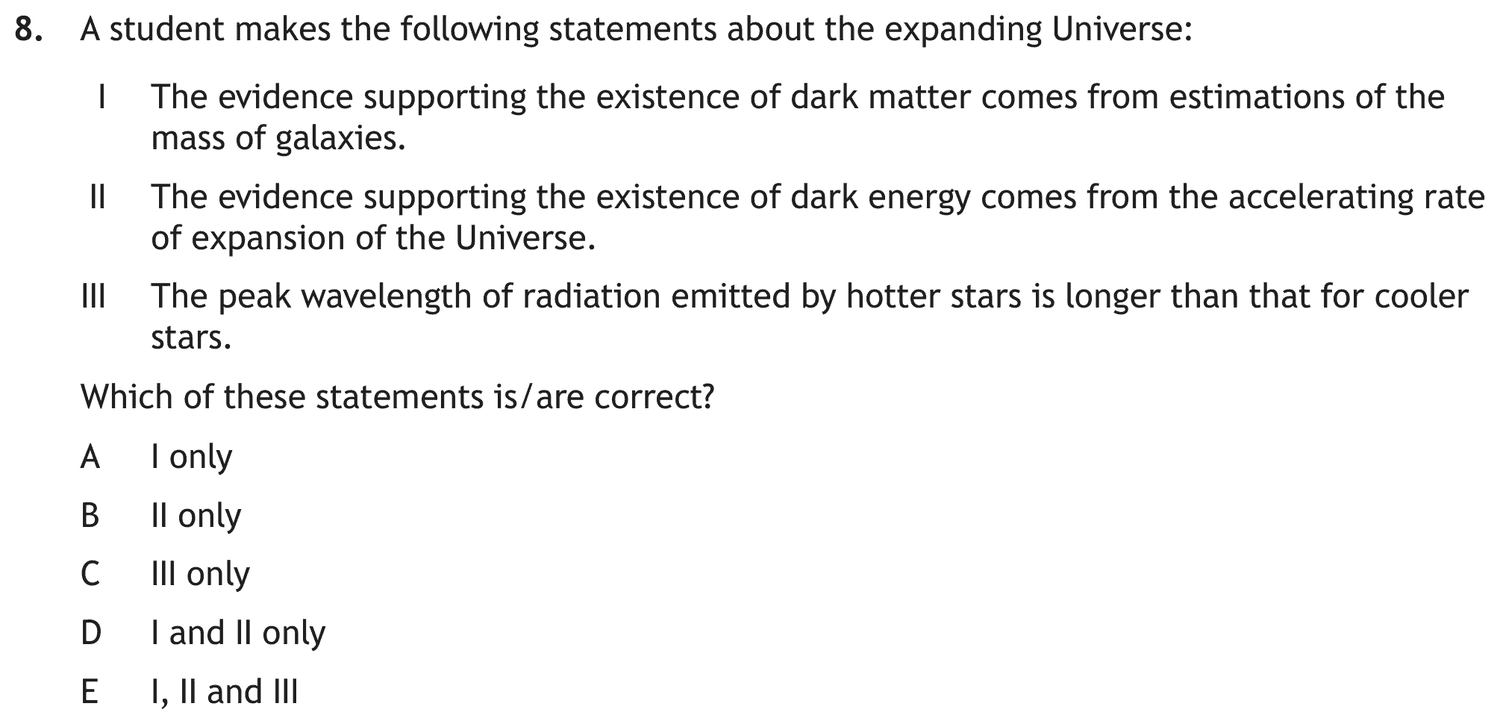 8. A student makes the following statements about the expanding Universe:
I The evidence supporting the existence of dark matter comes from estimations of the
mass of galaxies.
II The evidence supporting the existence of dark energy comes from the accelerating rate
of expansion of the Universe.
III The peak wavelength of radiation emitted by hotter stars is longer than that for cooler
stars.
Which of these statements is/are correct?
A I only
B II only
C III only
D I and II only
E I, II and III